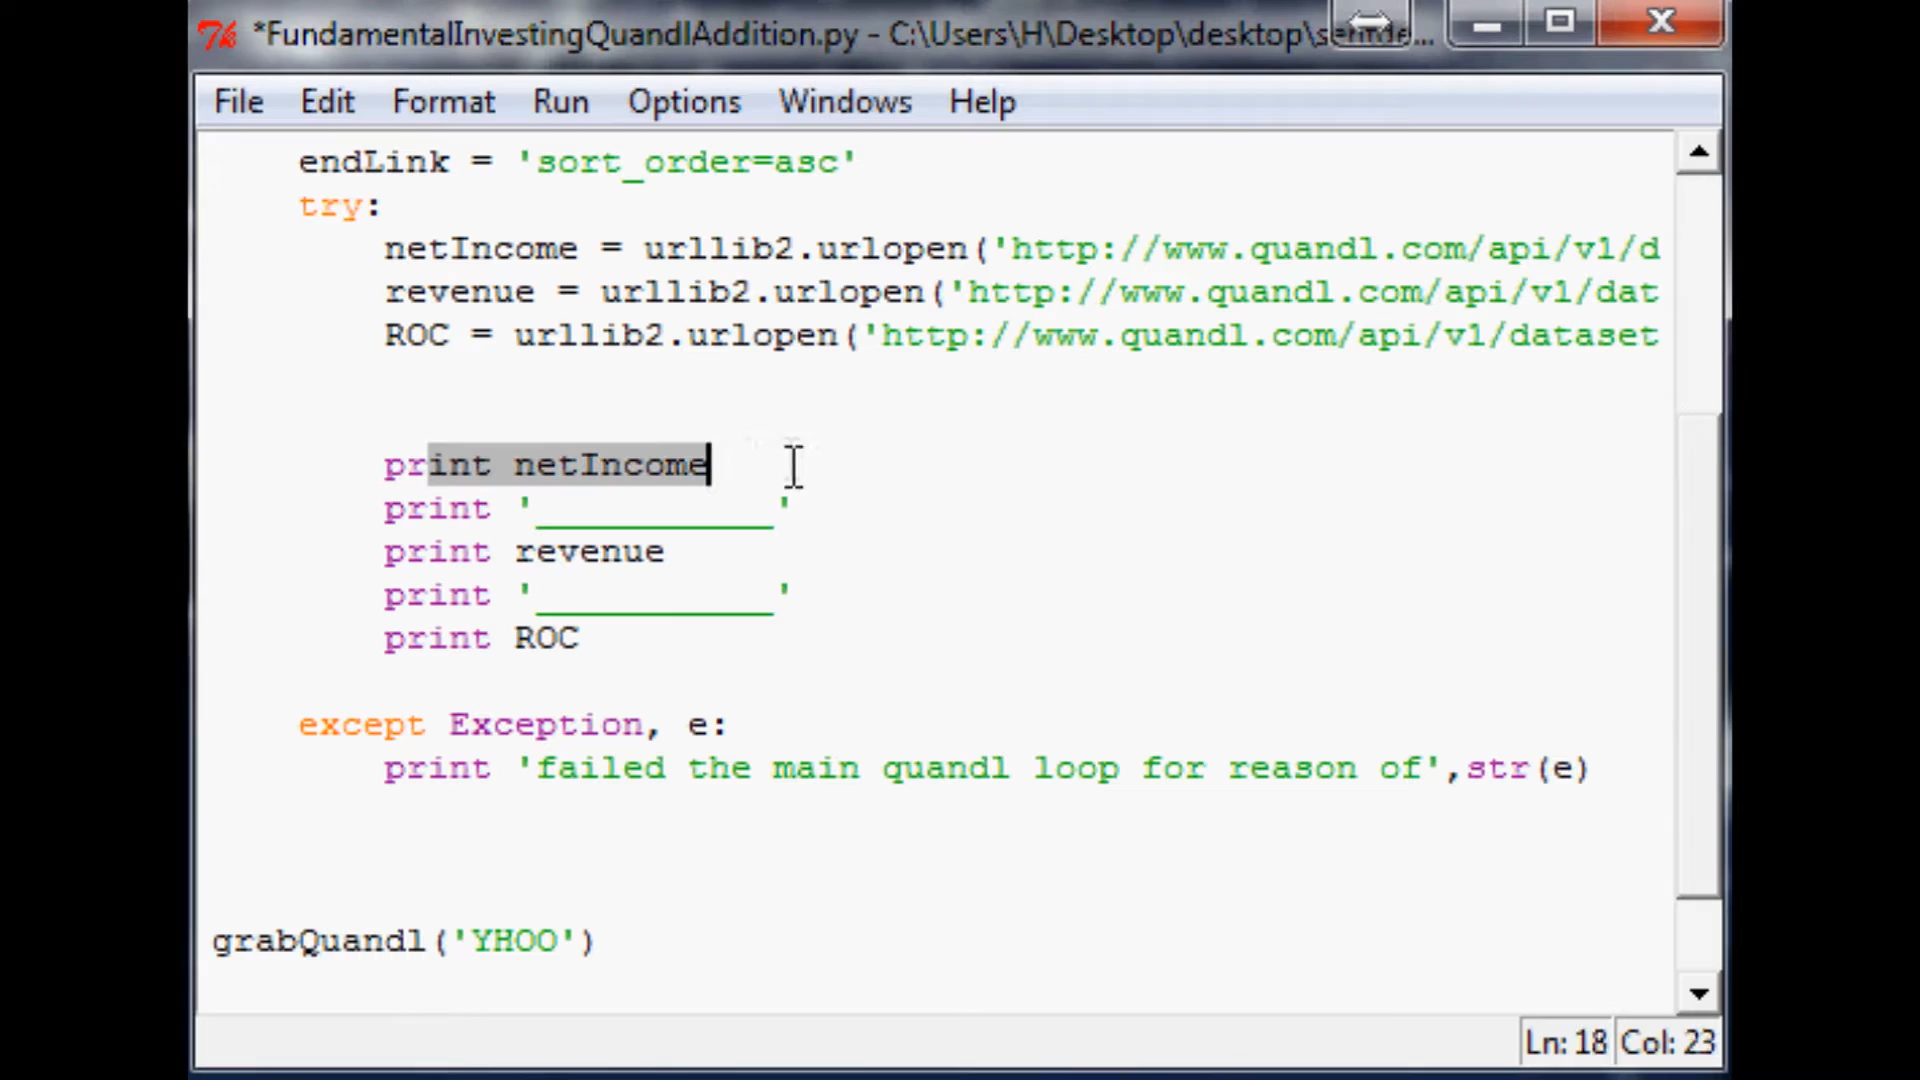 *FundamentalInvestingQuandlAddition.py - C:\Users\H\Desktop\desktop\sentde...
File Edit Format Run Options Windows Help
endLink = 'sort_order=asc'
try:
netIncome = urllib2.urlopen('http://www.quandl.com/api/v1/d
revenue = urllib2.urlopen('http://www.quandl.com/api/v1/dat
ROC = urllib2.urlopen('http://www.quandl.com/api/v1/dataset
print netIncome
print '___________'
print revenue
print '___________'
print ROC
except Exception, e:
print 'failed the main quandl loop for reason of',str(e)
grabQuandl('YHOO')
Ln: 18 Col: 23